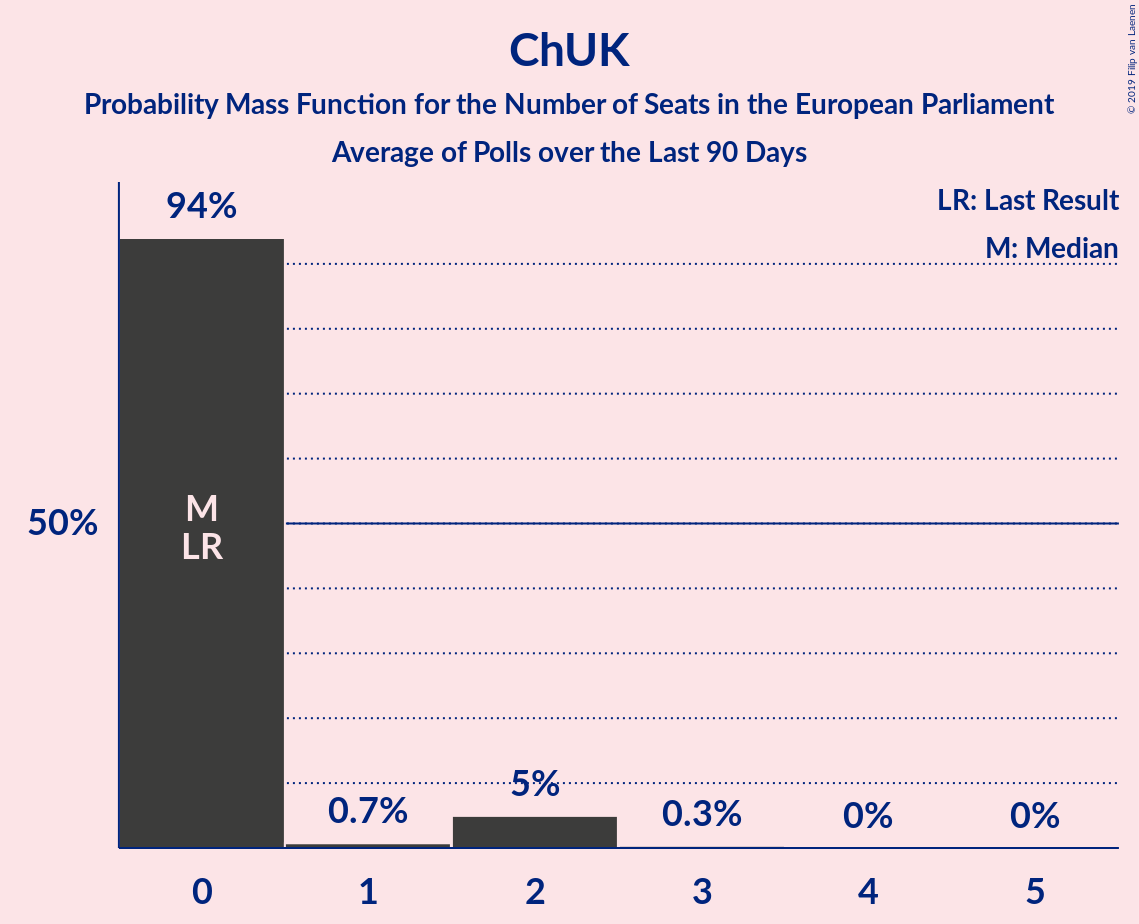 ChUK
Probability Mass Function for the Number of Seats in the European Parliament
Average of Polls over the Last 90 Days
© 2019 Filip van Laenen
LR: Last Result
M: Median
94%
50%
M
LR
0.7%
5%
0.3%
0%
0%
0
1
2
3
4
5